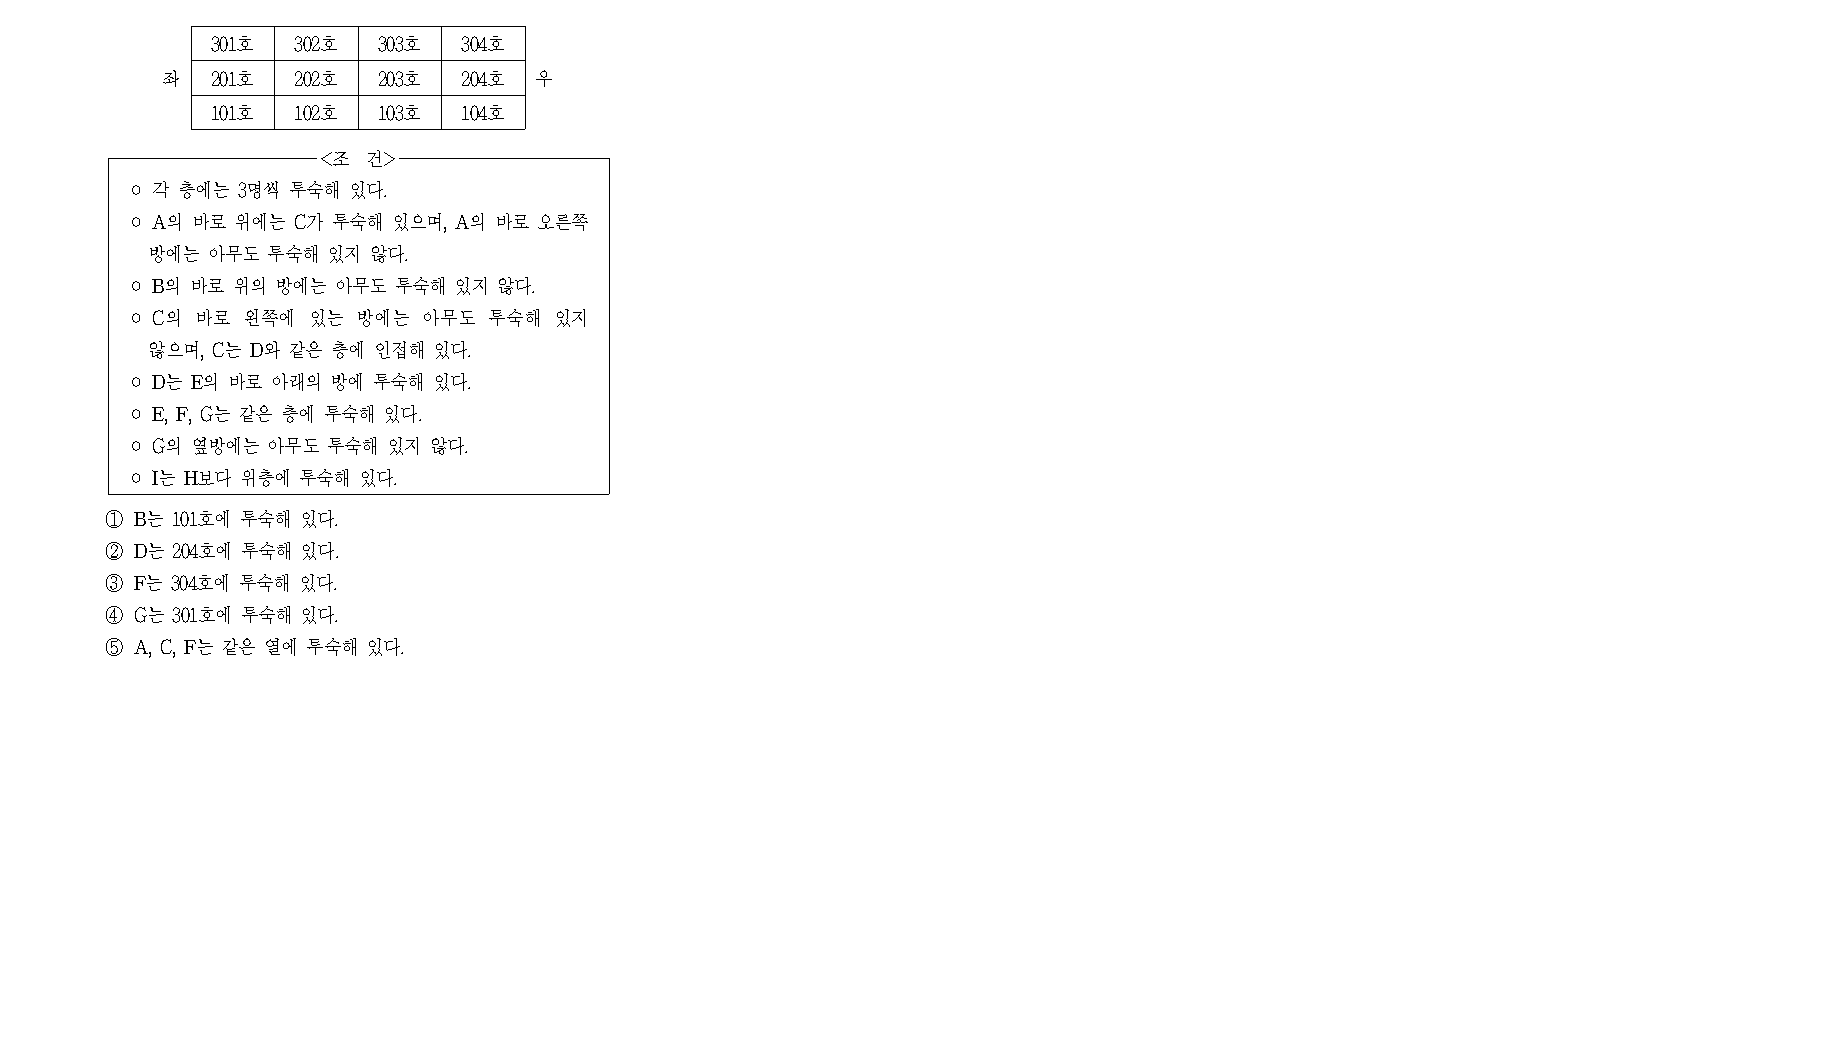 301호 302호 303호 304호
좌 201호 202호 203호 204호 우
101호 102호 103호 104호
<조 건>
○ 각 층에는 3명씩 투숙해 있다.
○ A의 바로 위에는 C가 투숙해 있으며, A의 바로 오른쪽
방에는 아무도 투숙해 있지 않다.
○ B의 바로 위의 방에는 아무도 투숙해 있지 않다.
○ C의 바로 왼쪽에 있는 방에는 아무도 투숙해 있지
않으며, C는 D와 같은 층에 인접해 있다.
○ D는 E의 바로 아래의 방에 투숙해 있다.
○ E, F, G는 같은 층에 투숙해 있다.
○ G의 옆방에는 아무도 투숙해 있지 않다.
○ I는 H보다 위층에 투숙해 있다.
① B는 101호에 투숙해 있다.
② D는 204호에 투숙해 있다.
③ F는 304호에 투숙해 있다.
④ G는 301호에 투숙해 있다.
⑤ A, C, F는 같은 열에 투숙해 있다.